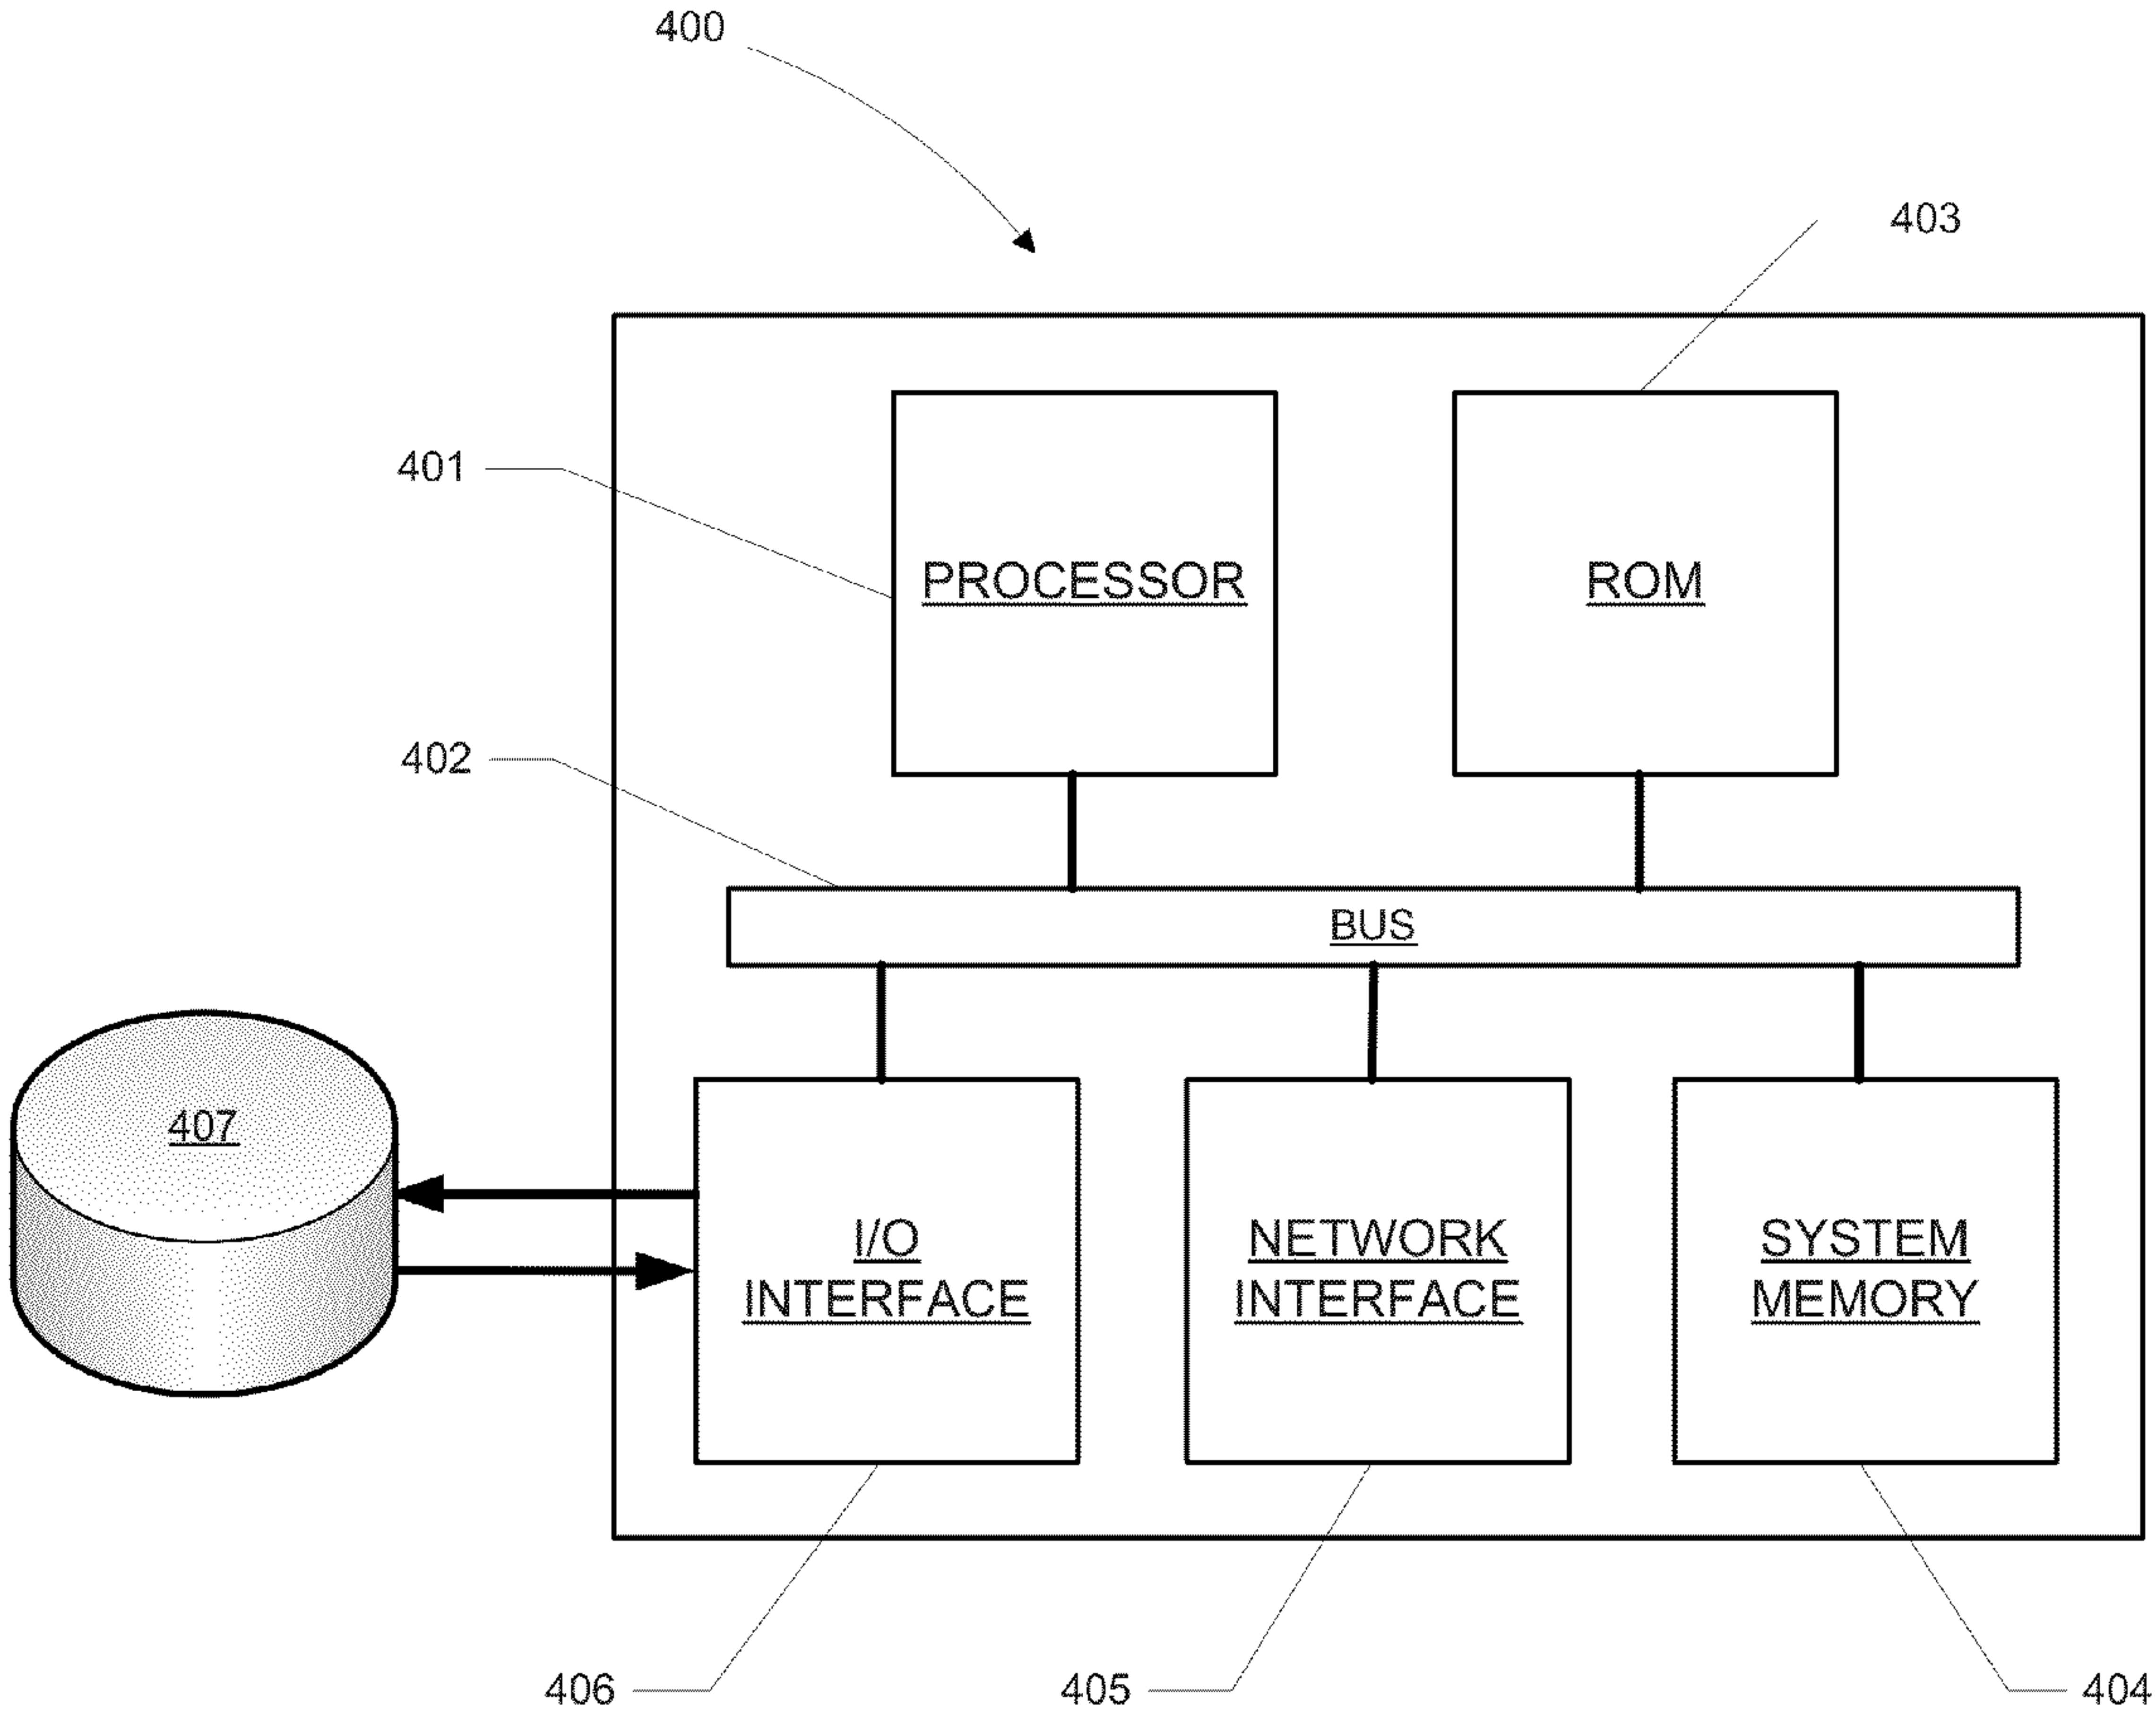 400
403
401
PROCESSOR
ROM
402
BUS
407
I/O
INTERFACE
NETWORK
INTERFACE
SYSTEM
MEMORY
406
405
404